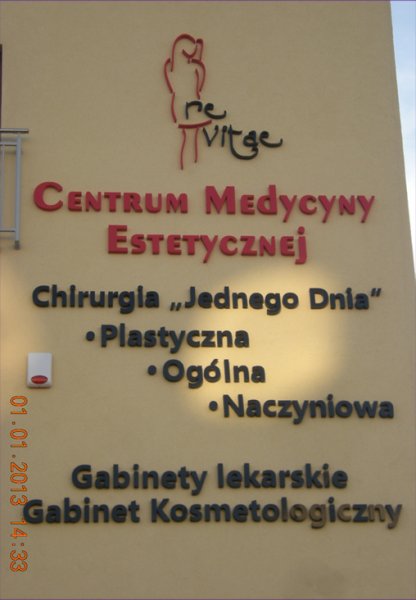 ne
vitae
CENTRUM MEDYCYNY
ESTETYCZNEJ
Chirurgia „Jednego Dnia”
•Plastyczna
•Ogólna
•Naczyniowa
Gabinety lekarskie
Gabinet Kosmetologiczny
01.01.2013 14:33